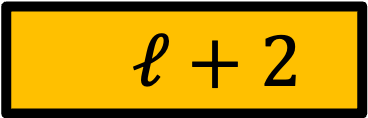 ℓ + 2